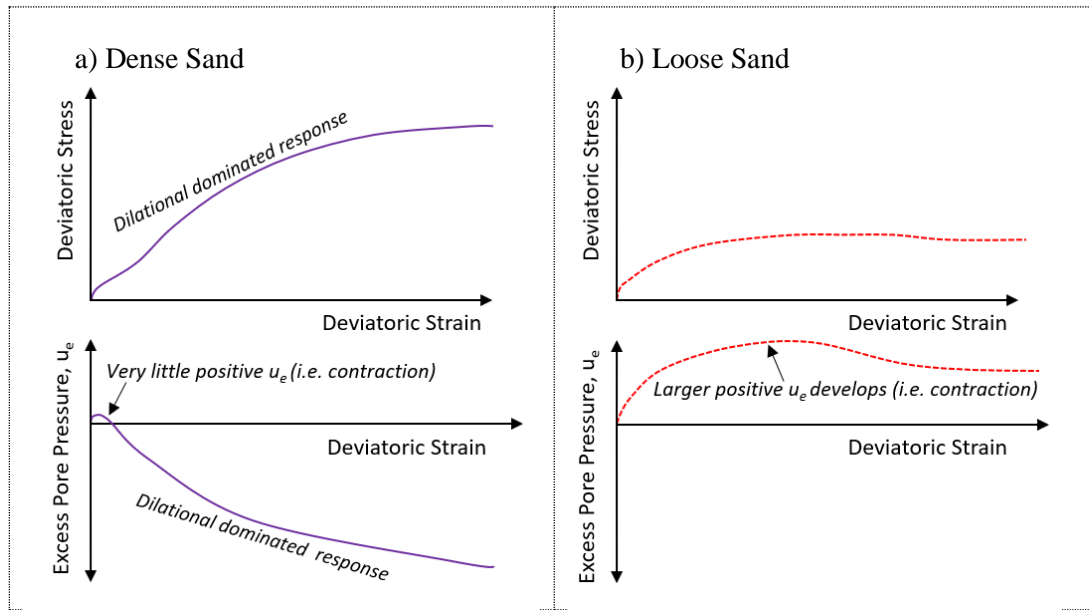 a) Dense Sand
Deviatoric Stress
Dilational dominated response
Deviatoric Strain
Excess Pore Pressure, uₑ
Very little positive uₑ (i.e. contraction)
Deviatoric Strain
Dilational dominated response
b) Loose Sand
Deviatoric Stress
Deviatoric Strain
Excess Pore Pressure, uₑ
Larger positive uₑ develops (i.e. contraction)
Deviatoric Strain